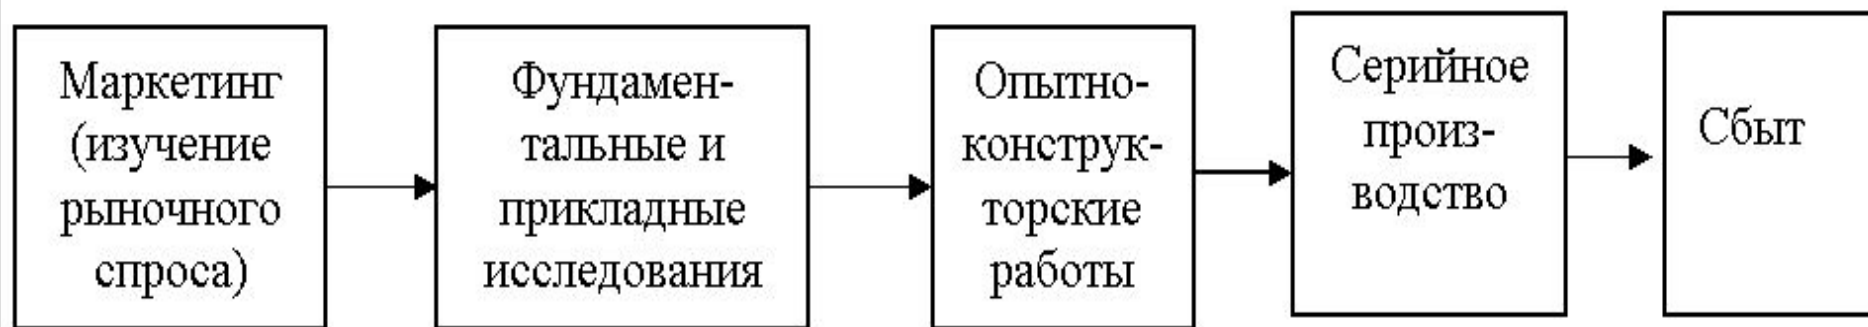 Маркетинг
(изучение
рыночного
спроса)
Фундамен-
тальные и
прикладные
исследования
Опытно-
конструк-
торские
работы
Серийное
произ-
водство
Сбыт